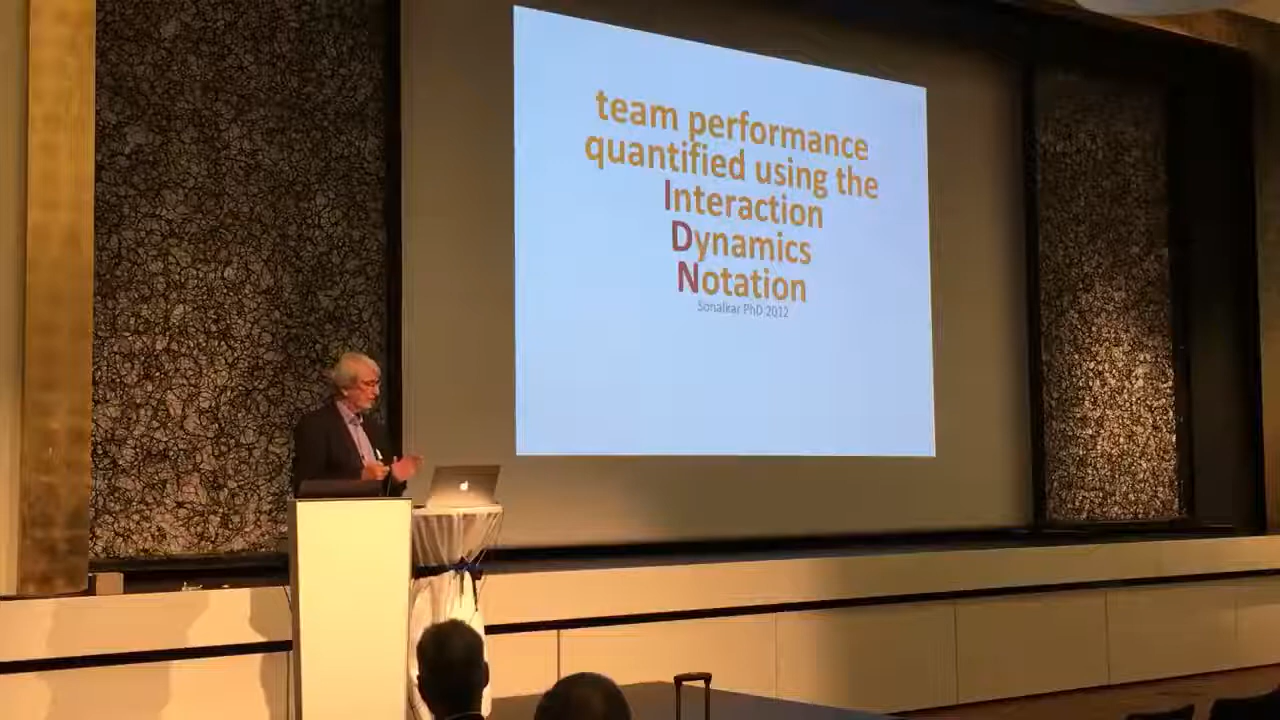 team performance
quantified using the
Interaction
Dynamics
Notation
Sonalkar PhD 2012